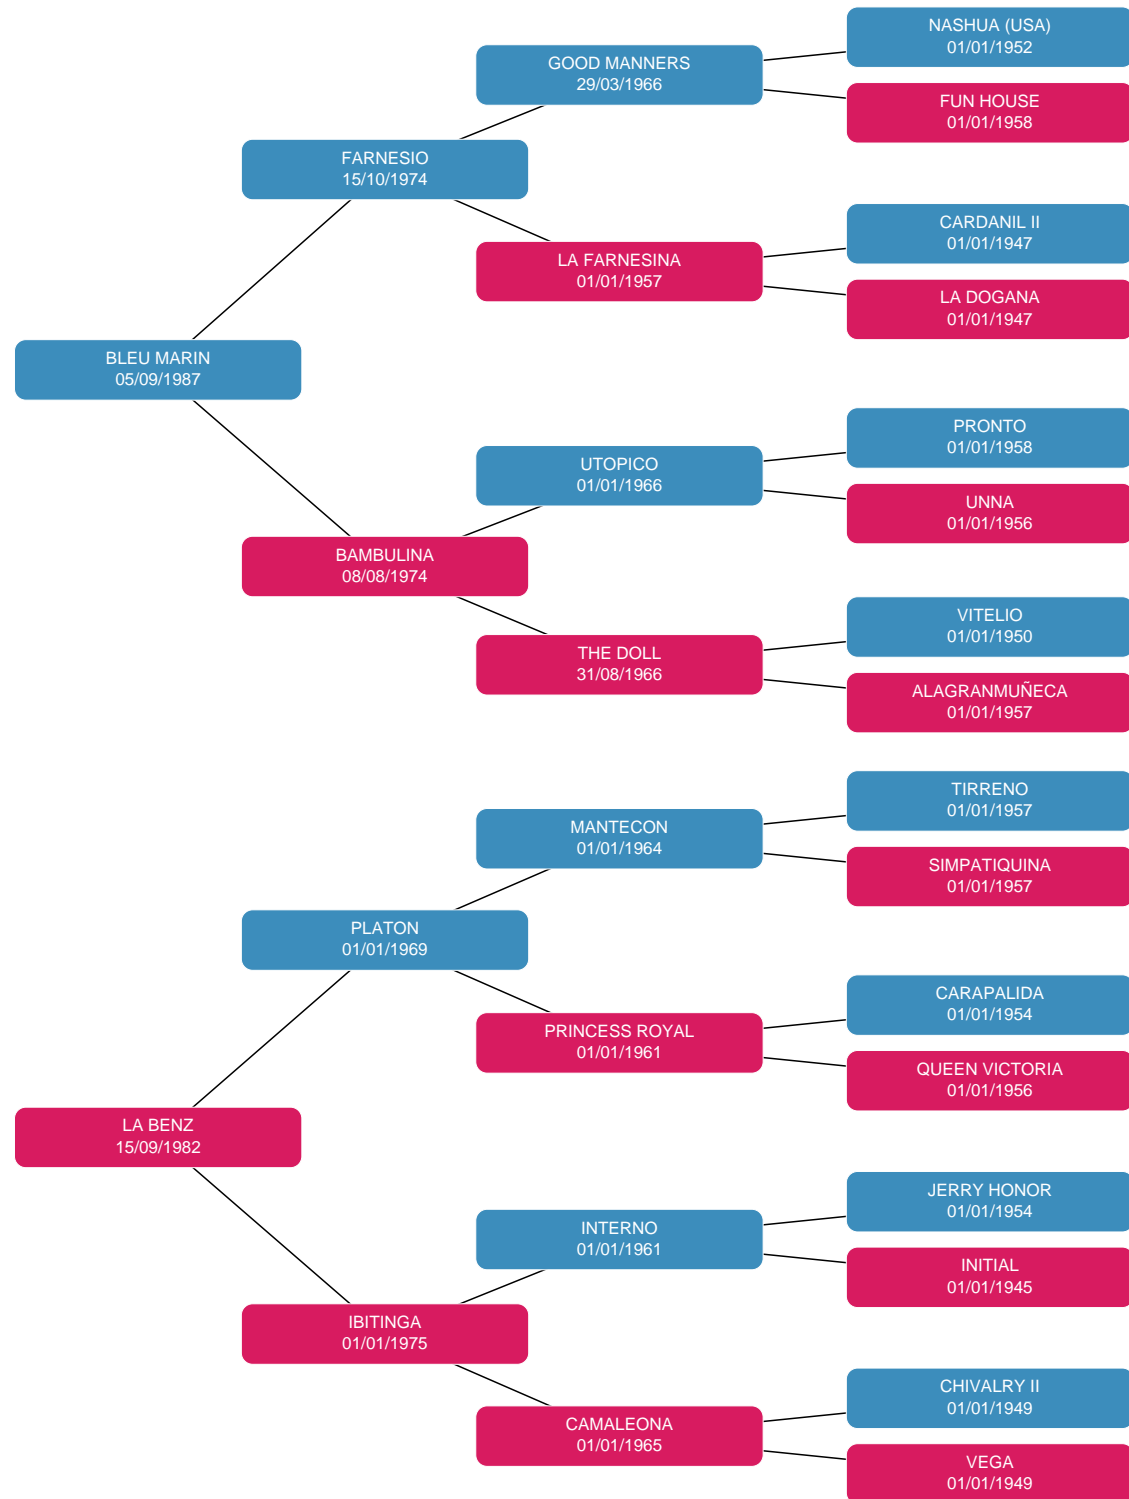 NASHUA (USA)
01/01/1952
GOOD MANNERS
29/03/1966
FUN HOUSE
01/01/1958
FARNESIO
15/10/1974
CARDANIL II
01/01/1947
LA FARNESINA
01/01/1957
LA DOGANA
01/01/1947
BLEU MARIN
05/09/1987
PRONTO
01/01/1958
UTOPICO
01/01/1966
UNNA
01/01/1956
BAMBULINA
08/08/1974
VITELIO
01/01/1950
THE DOLL
31/08/1966
ALAGRANMUÑECA
01/01/1957
TIRRENO
01/01/1957
MANTECON
01/01/1964
SIMPATIQUINA
01/01/1957
PLATON
01/01/1969
CARAPALIDA
01/01/1954
PRINCESS ROYAL
01/01/1961
QUEEN VICTORIA
01/01/1956
LA BENZ
15/09/1982
JERRY HONOR
01/01/1954
INTERNO
01/01/1961
INITIAL
01/01/1945
IBITINGA
01/01/1975
CHIVALRY II
01/01/1949
CAMALEONA
01/01/1965
VEGA
01/01/1949